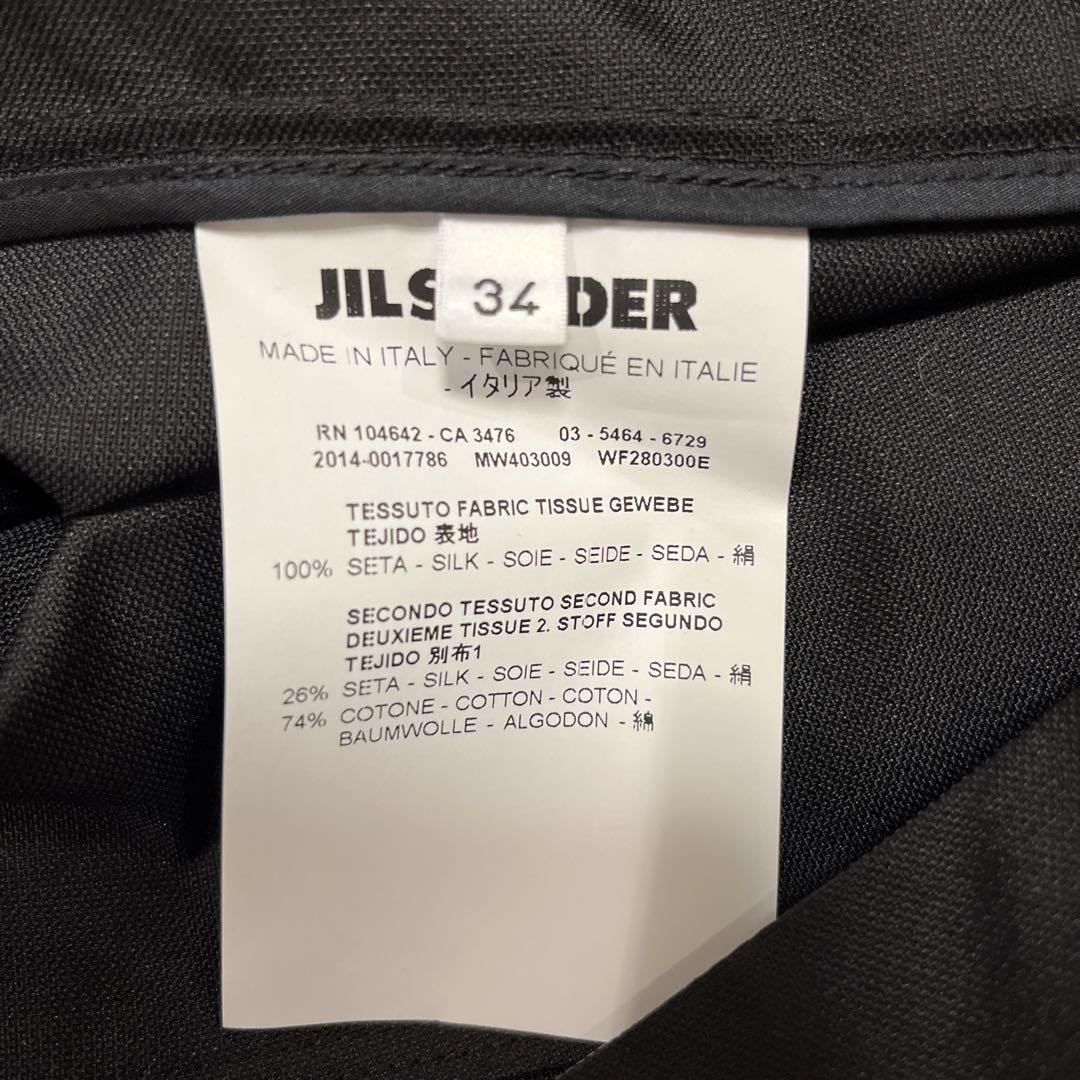 JILS DER
34
MADE IN ITALY - FABRIQUÉ EN ITALIE
- イタリア製
RN 104642 - CA 3476 03 - 5464 - 6729
2014-0017786 MW403009 WF280300E
TESSUTO FABRIC TISSUE GEWEBE
TEJIDO 表地
100% SETA - SILK - SOIE - SEIDE - SEDA - 絹
SECONDO TESSUTO SECOND FABRIC
DEUXIEME TISSUE 2. STOFF SEGUNDO
TEJIDO 別布1
26% SETA - SILK - SOIE - SEIDE - SEDA - 絹
74% COTONE - COTTON - COTON -
BAUMWOLLE - ALGODON - 綿